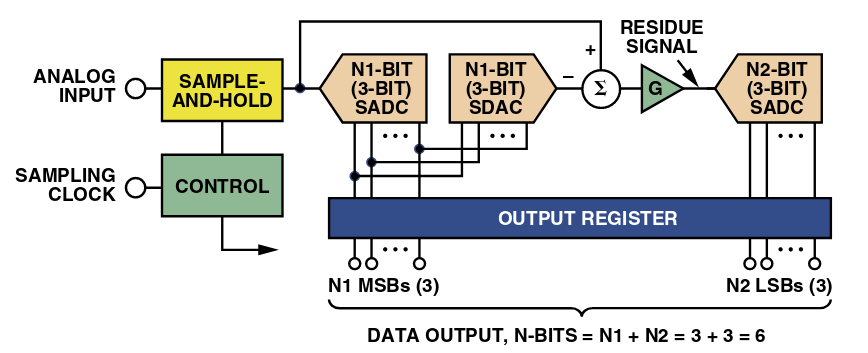 RESIDUE
SIGNAL
ANALOG
INPUT
SAMPLE-
AND-HOLD
N1-BIT
(3-BIT)
SADC
N1-BIT
(3-BIT)
SDAC
+
–
Σ
G
N2-BIT
(3-BIT)
SADC
SAMPLING
CLOCK
CONTROL
OUTPUT REGISTER
N1 MSBs (3)
N2 LSBs (3)
DATA OUTPUT, N-BITS = N1 + N2 = 3 + 3 = 6